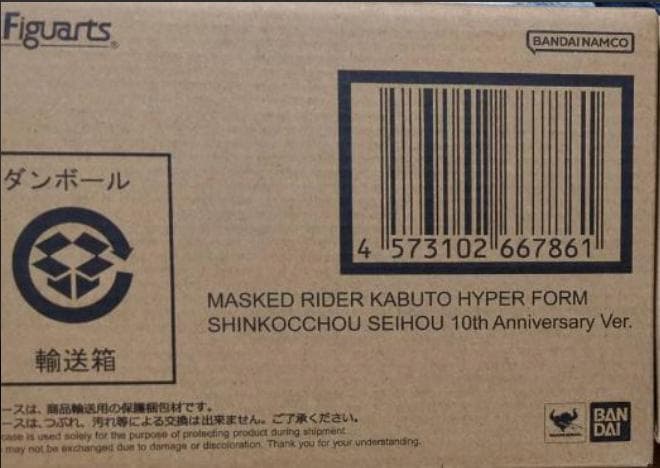 Figuarts
BANDAI NAMCO
ダンボール
輸送箱
4 573102 667861
MASKED RIDER KABUTO HYPER FORM
SHINKOCCHOU SEIHOU 10th Anniversary Ver.
ースは、商品輸送用の保護梱包材です。
ースは、つぶれ、汚れ等による交換は出来ません。ご了承ください。
case is used solely for the purpose of protecting product during shipment
may not be exchanged due to damage or discoloration. Thank you for your understanding.
BAN
DAI